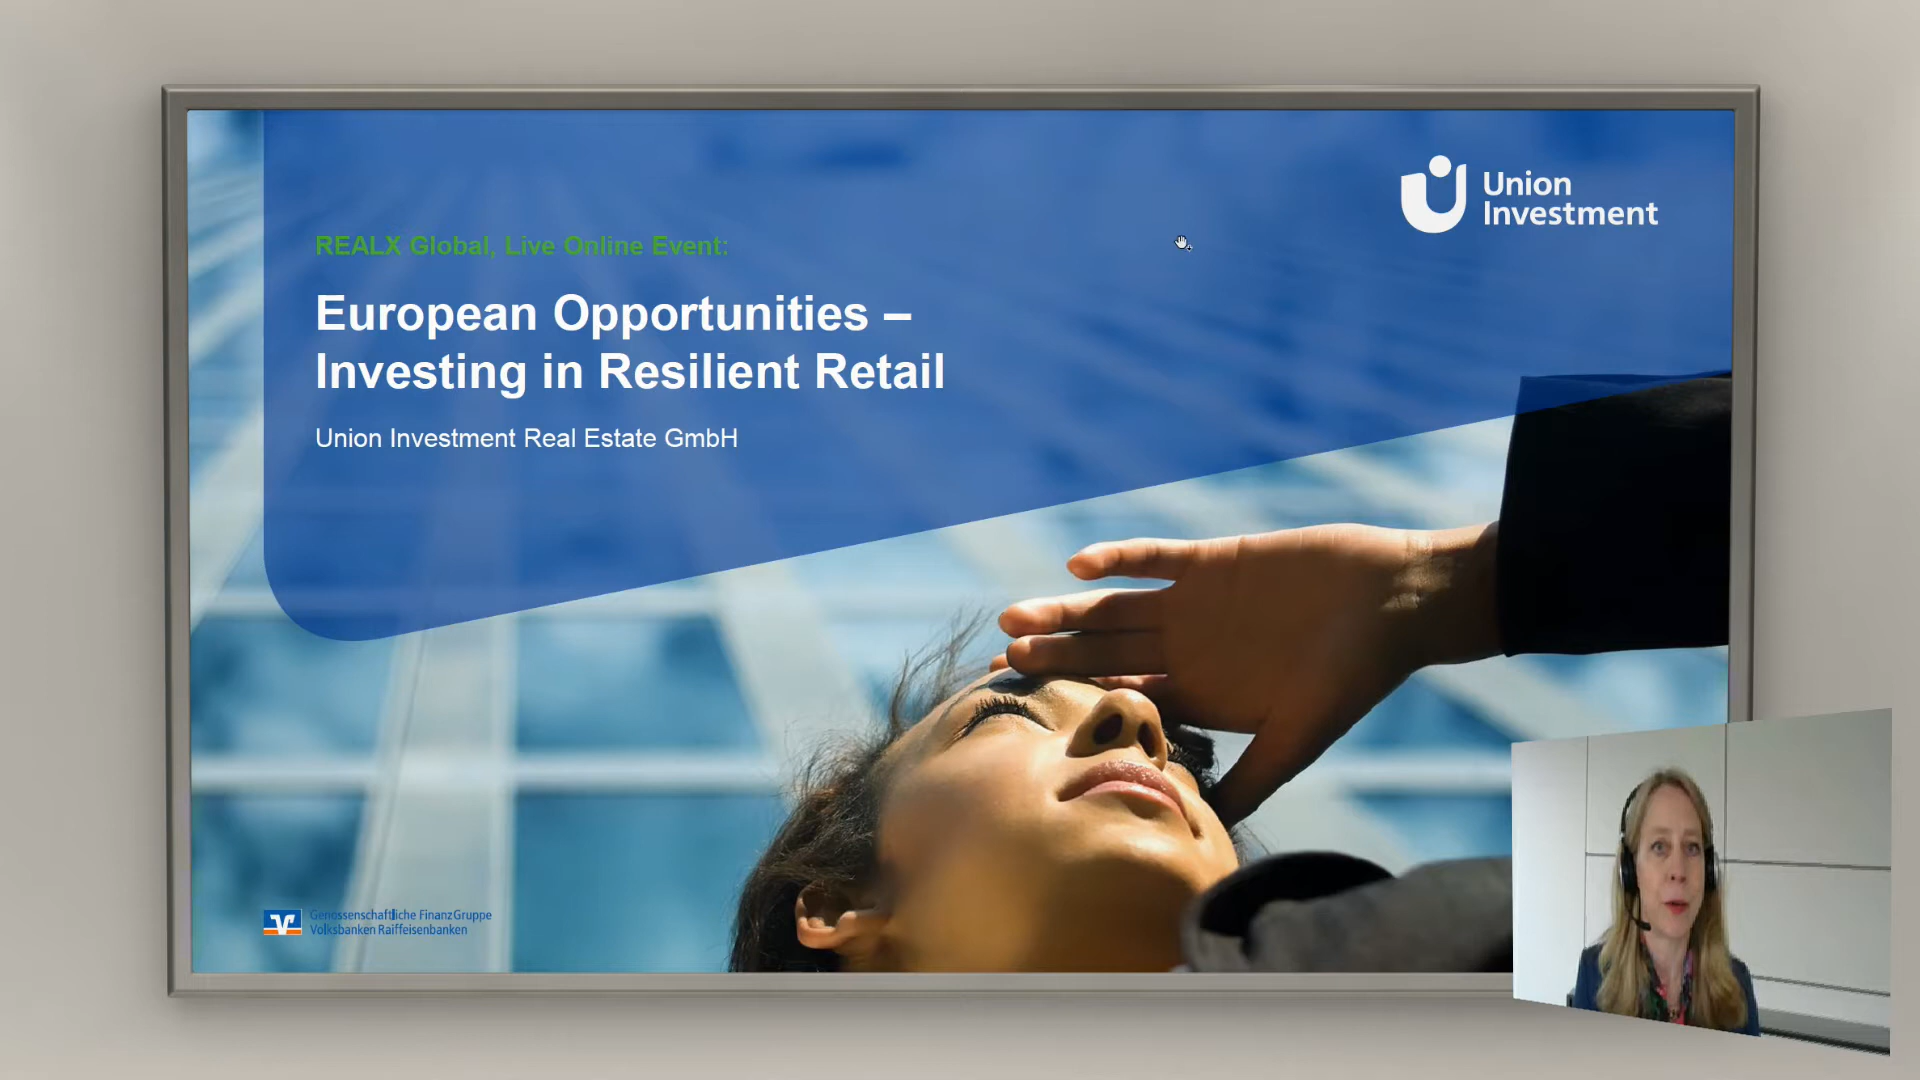 Union
Investment
REALX Global, Live Online Event:
European Opportunities –
Investing in Resilient Retail
Union Investment Real Estate GmbH
Genossenschaftliche FinanzGruppe
Volksbanken Raiffeisenbanken